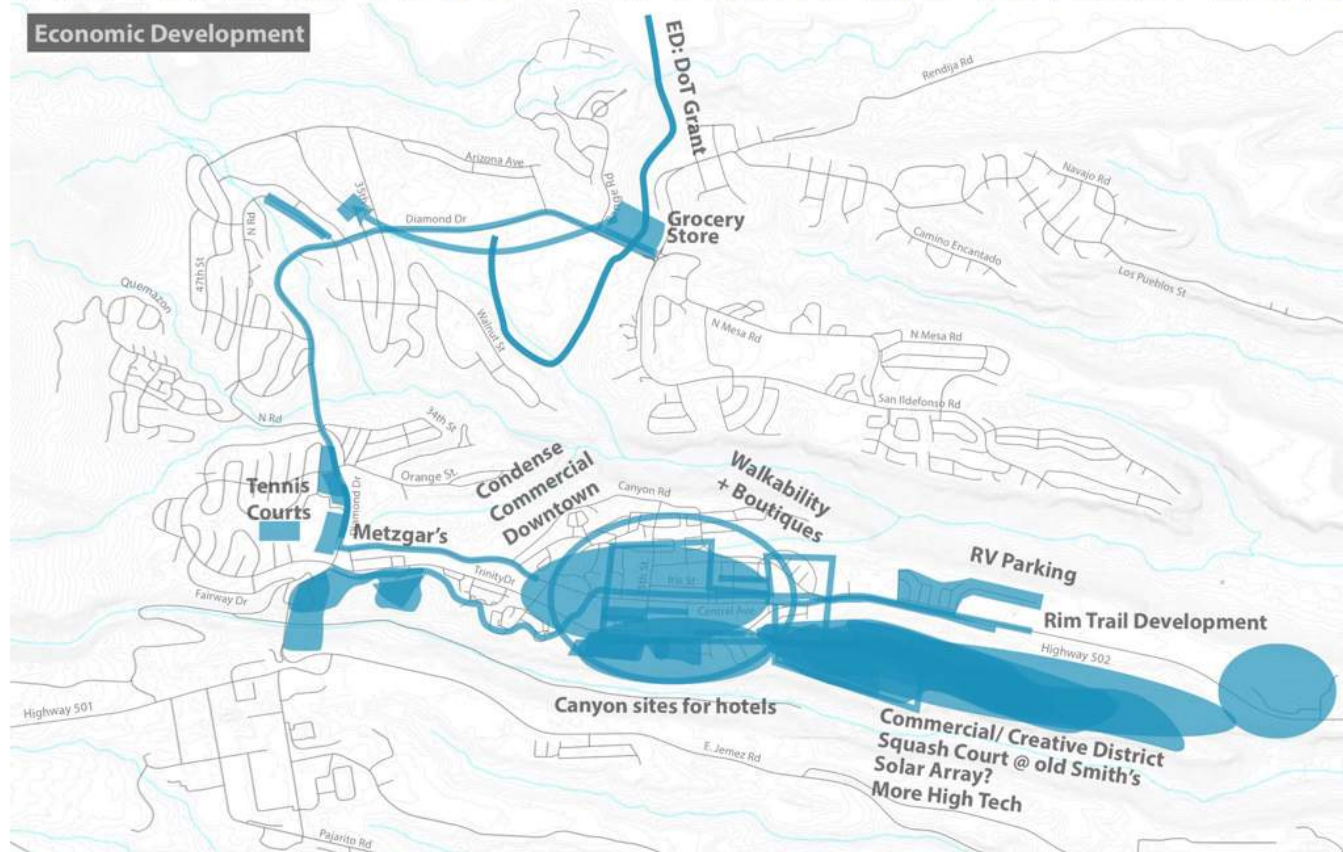 Economic Development
ED: DoT Grant
Rendija Rd
Arizona Ave
35th
Navajo Rd
N Rd
Diamond Dr
Grocery
Store
47th St
Camino Encantado
Los Pueblos St
Quemazon
Walnut St
N Mesa Rd
N Mesa Rd
San Ildefonso Rd
N Rd
34th St
Orange St.
Condense
Commercial
Downtown
Walkability
+ Boutiques
Canyon Rd
Tennis
Courts
Metzgar's
RV Parking
TrinityDr
Iris St
Fairway Dr
Central Ave
Rim Trail Development
Highway 502
Highway 501
Canyon sites for hotels
E. Jemez Rd
Commercial/ Creative District
Squash Court @ old Smith's
Solar Array?
More High Tech
Pajarito Rd